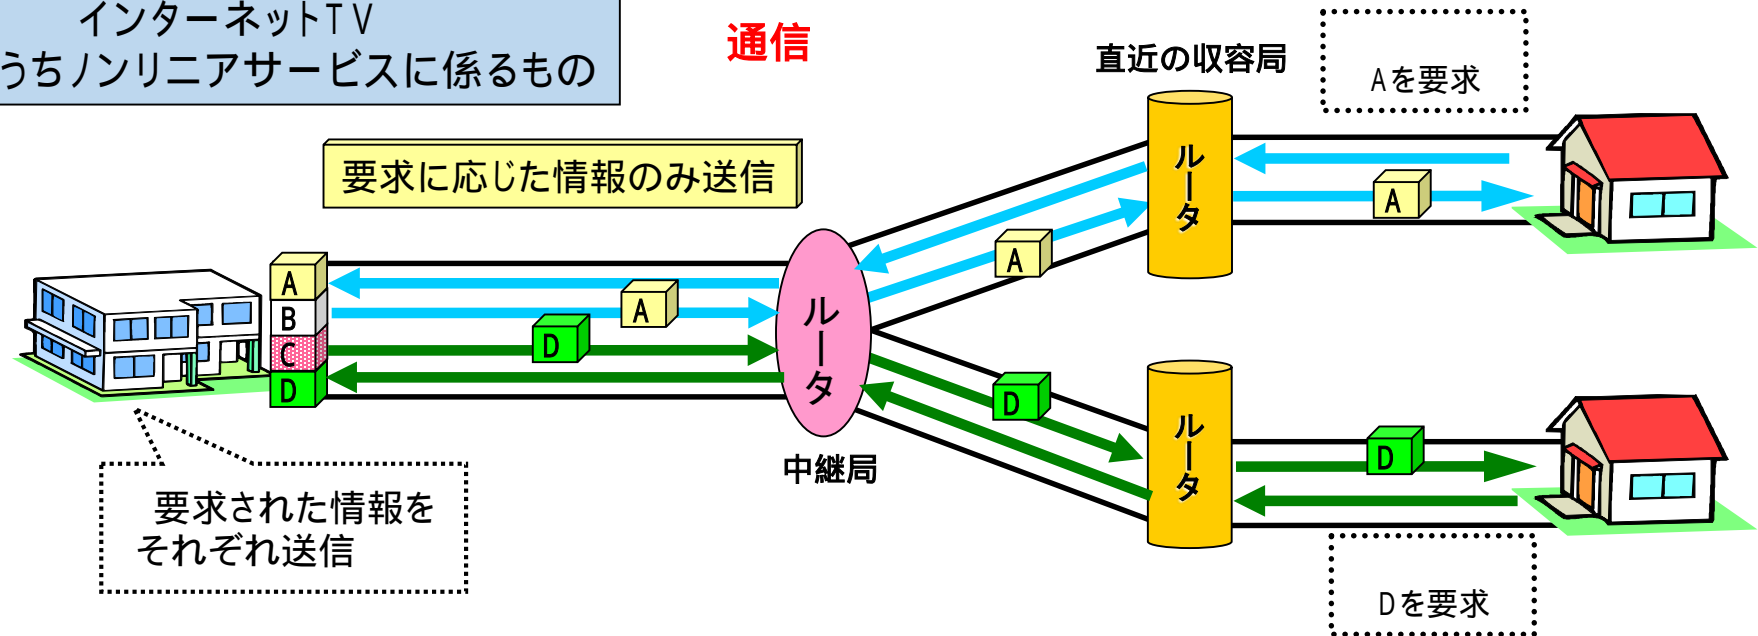 インターネットTV
うちノンリニアサービスに係るもの
通信
直近の収容局
Aを要求
要求に応じた情報のみ送信
ルータ
A
A
A
B
C
D
A
D
ルータ
中継局
D
ルータ
D
要求された情報を
それぞれ送信
Dを要求